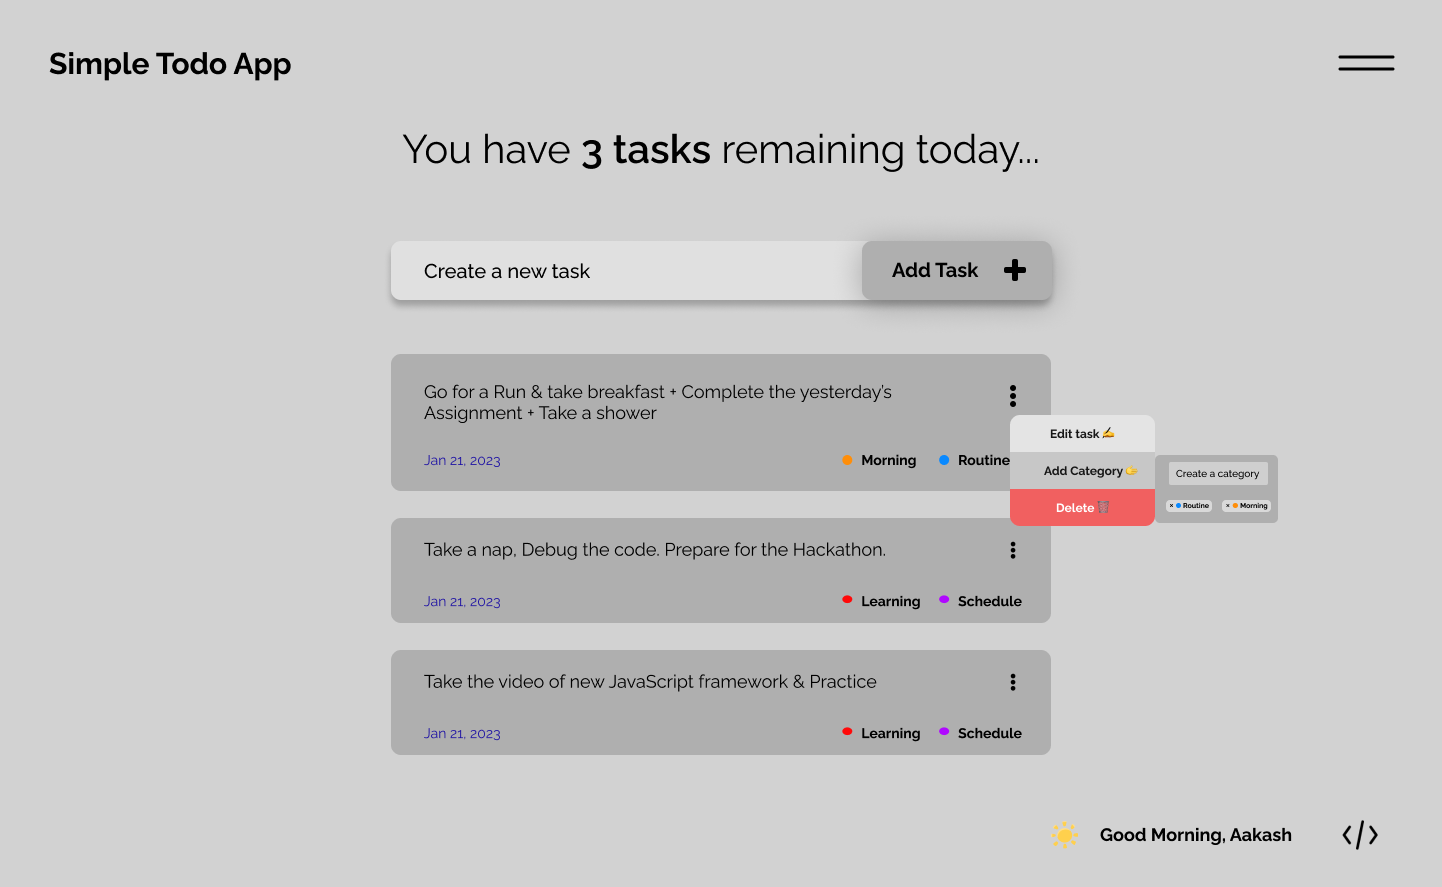 Simple Todo App
You have 3 tasks remaining today...
Create a new task
Add Task
Go for a Run & take breakfast + Complete the yesterday's
Assignment + Take a shower
Jan 21, 2023
Morning
Routine
Edit task
Add Category
Delete
Create a category
× Routine
× Morning
Take a nap, Debug the code. Prepare for the Hackathon.
Jan 21, 2023
Learning
Schedule
Take the video of new JavaScript framework & Practice
Jan 21, 2023
Learning
Schedule
Good Morning, Aakash